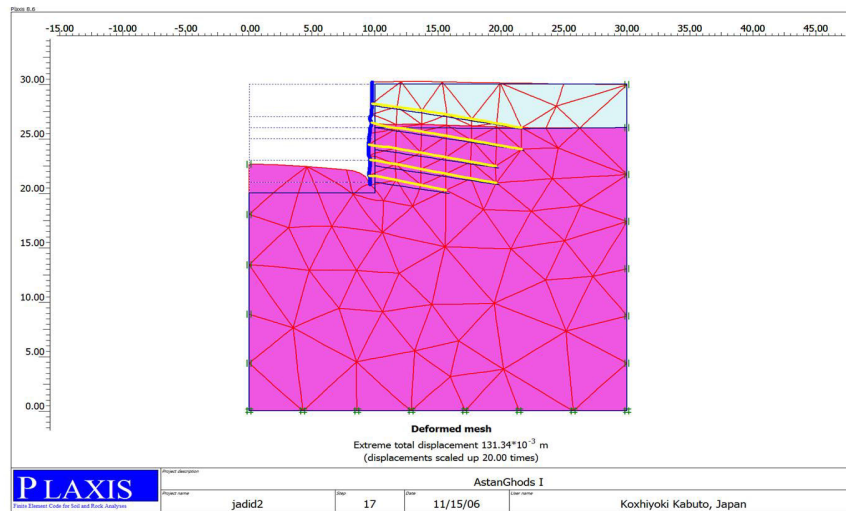 Plaxis 8.6
-15.00 -10.00 -5.00 0.00 5.00 10.00 15.00 20.00 25.00 30.00 35.00 40.00 45.00
30.00
25.00
20.00
15.00
10.00
5.00
0.00
Deformed mesh
Extreme total displacement 131.34*10⁻³ m
(displacements scaled up 20.00 times)
PLAXIS
Finite Element Code for Soil and Rock Analyses
Project description
AstanGhods I
Project name
jadid2
Step
17
Date
11/15/06
User name
Koxhiyoki Kabuto, Japan